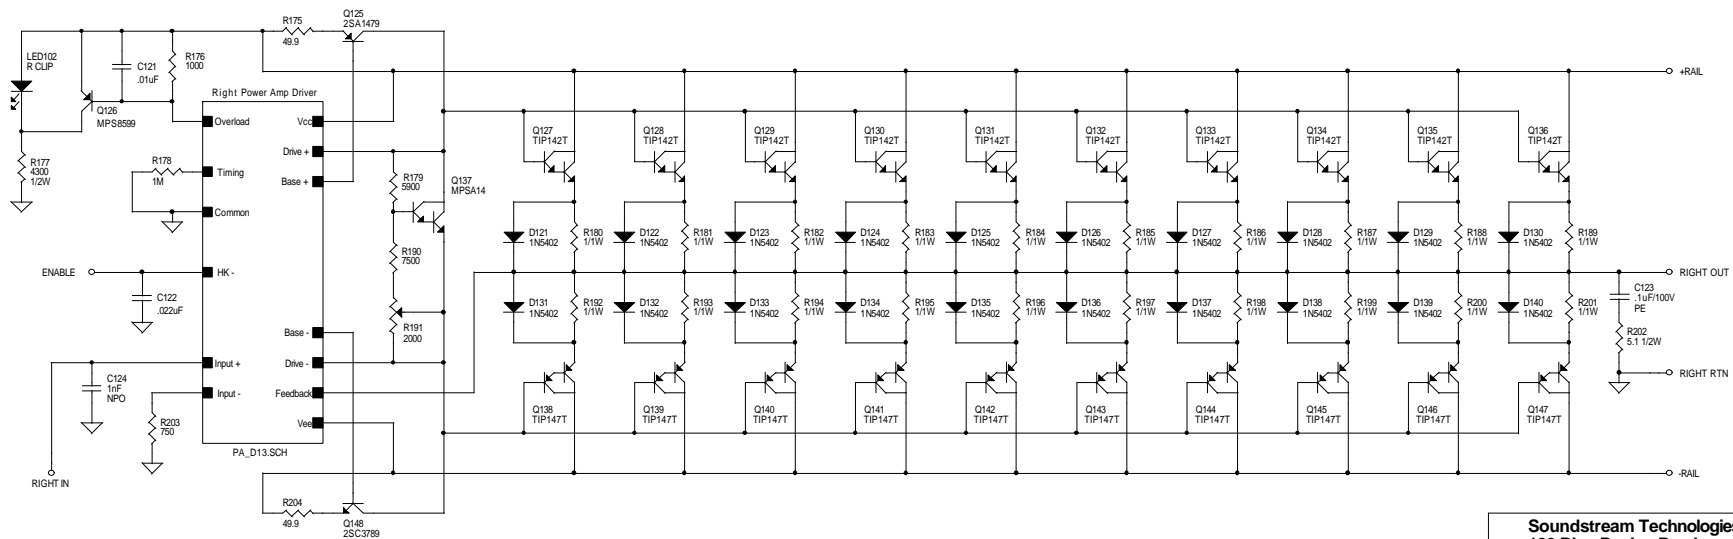 Q125
2SA1479
R175
49.9
LED102
R CLIP
C121
.01uF
R176
1000
Q126
MPS8599
R177
4300
1/2W
Right Power Amp Driver
Overload
Vcc
Drive +
Timing
Base +
Common
HK -
Base -
Input +
Drive -
Input -
Feedback
Vee
PA_D13.SCH
R178
1M
ENABLE
C122
.022uF
C124
1nF
NPO
R203
750
RIGHT IN
R179
5900
Q137
MPSA14
R190
7500
R191
2000
R204
49.9
Q148
2SC3789
+RAIL
Q127
TIP142T
Q128
TIP142T
Q129
TIP142T
Q130
TIP142T
Q131
TIP142T
Q132
TIP142T
Q133
TIP142T
Q134
TIP142T
Q135
TIP142T
Q136
TIP142T
D121
1N5402
R180
1/1W
D122
1N5402
R181
1/1W
D123
1N5402
R182
1/1W
D124
1N5402
R183
1/1W
D125
1N5402
R184
1/1W
D126
1N5402
R185
1/1W
D127
1N5402
R186
1/1W
D128
1N5402
R187
1/1W
D129
1N5402
R188
1/1W
D130
1N5402
R189
1/1W
RIGHT OUT
D131
1N5402
R192
1/1W
D132
1N5402
R193
1/1W
D133
1N5402
R194
1/1W
D134
1N5402
R195
1/1W
D135
1N5402
R196
1/1W
D136
1N5402
R197
1/1W
D137
1N5402
R198
1/1W
D138
1N5402
R199
1/1W
D139
1N5402
R200
1/1W
D140
1N5402
R201
1/1W
C123
.1uF/100V
PE
R202
5.1 1/2W
RIGHT RTN
Q138
TIP147T
Q139
TIP147T
Q140
TIP147T
Q141
TIP147T
Q142
TIP147T
Q143
TIP147T
Q144
TIP147T
Q145
TIP147T
Q146
TIP147T
Q147
TIP147T
-RAIL
Soundstream Technologies